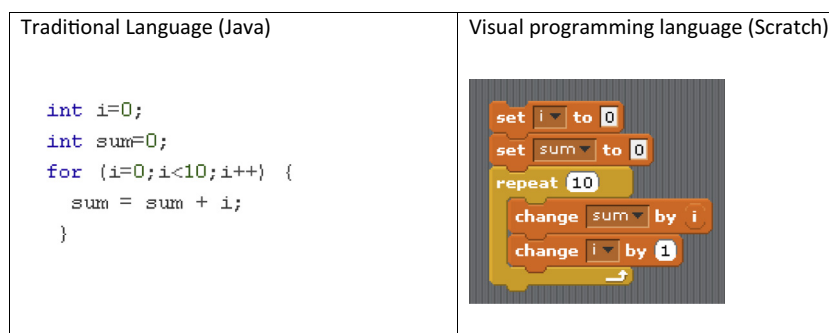 Traditional Language (Java)
int i=0;
int sum=0;
for (i=0;i<10;i++) {
sum = sum + i;
}
Visual programming language (Scratch)
set i to 0
set sum to 0
repeat 10
change sum by i
change i by 1